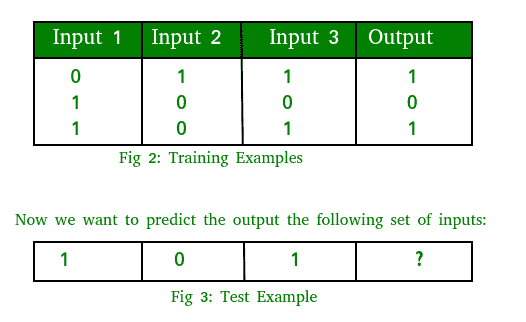 Input 1 Input 2 Input 3 Output
0 1 1 1
1 0 0 0
1 0 1 1
Fig 2: Training Examples
Now we want to predict the output the following set of inputs:
1 0 1 ?
Fig 3: Test Example